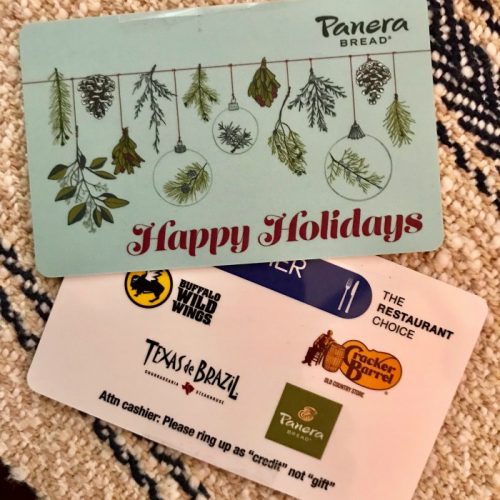 Panera
BREAD®
Happy Holidays
BUFFALO
WILD
WINGS
THE
RESTAURANT
CHOICE
TEXAS de BRAZIL
CHURRASCARIA STEAKHOUSE
Cracker
Barrel
OLD COUNTRY STORE
Panera
BREAD®
Attn cashier: Please ring up as "credit" not "gift"